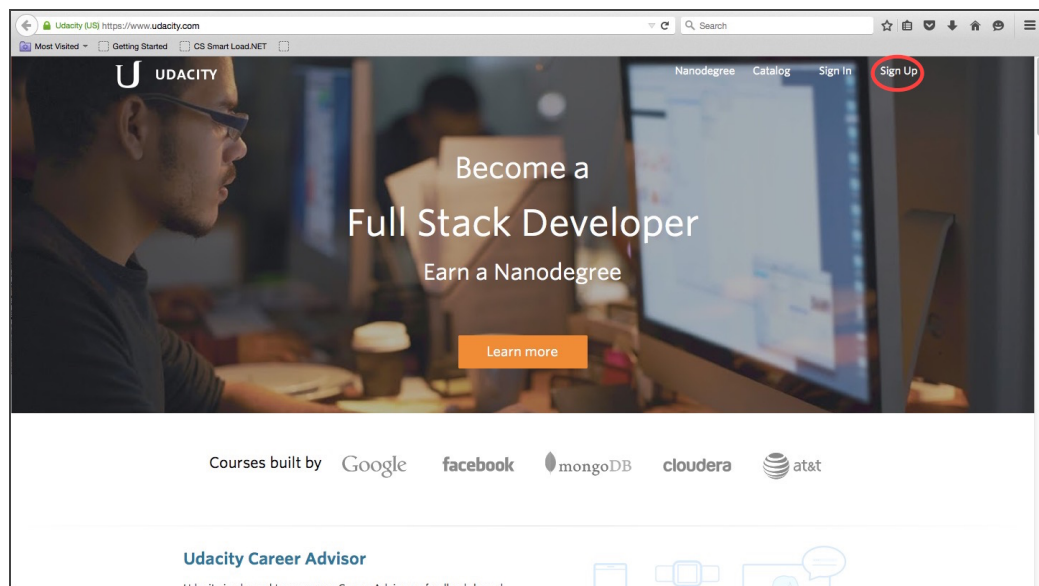 Udacity (US) https://www.udacity.com
Search
Most Visited
Getting Started
CS Smart Load.NET
UDACITY
Nanodegree
Catalog
Sign In
Sign Up
Become a
Full Stack Developer
Earn a Nanodegree
Learn more
Courses built by
Google
facebook
mongoDB
cloudera
at&t
Udacity Career Advisor